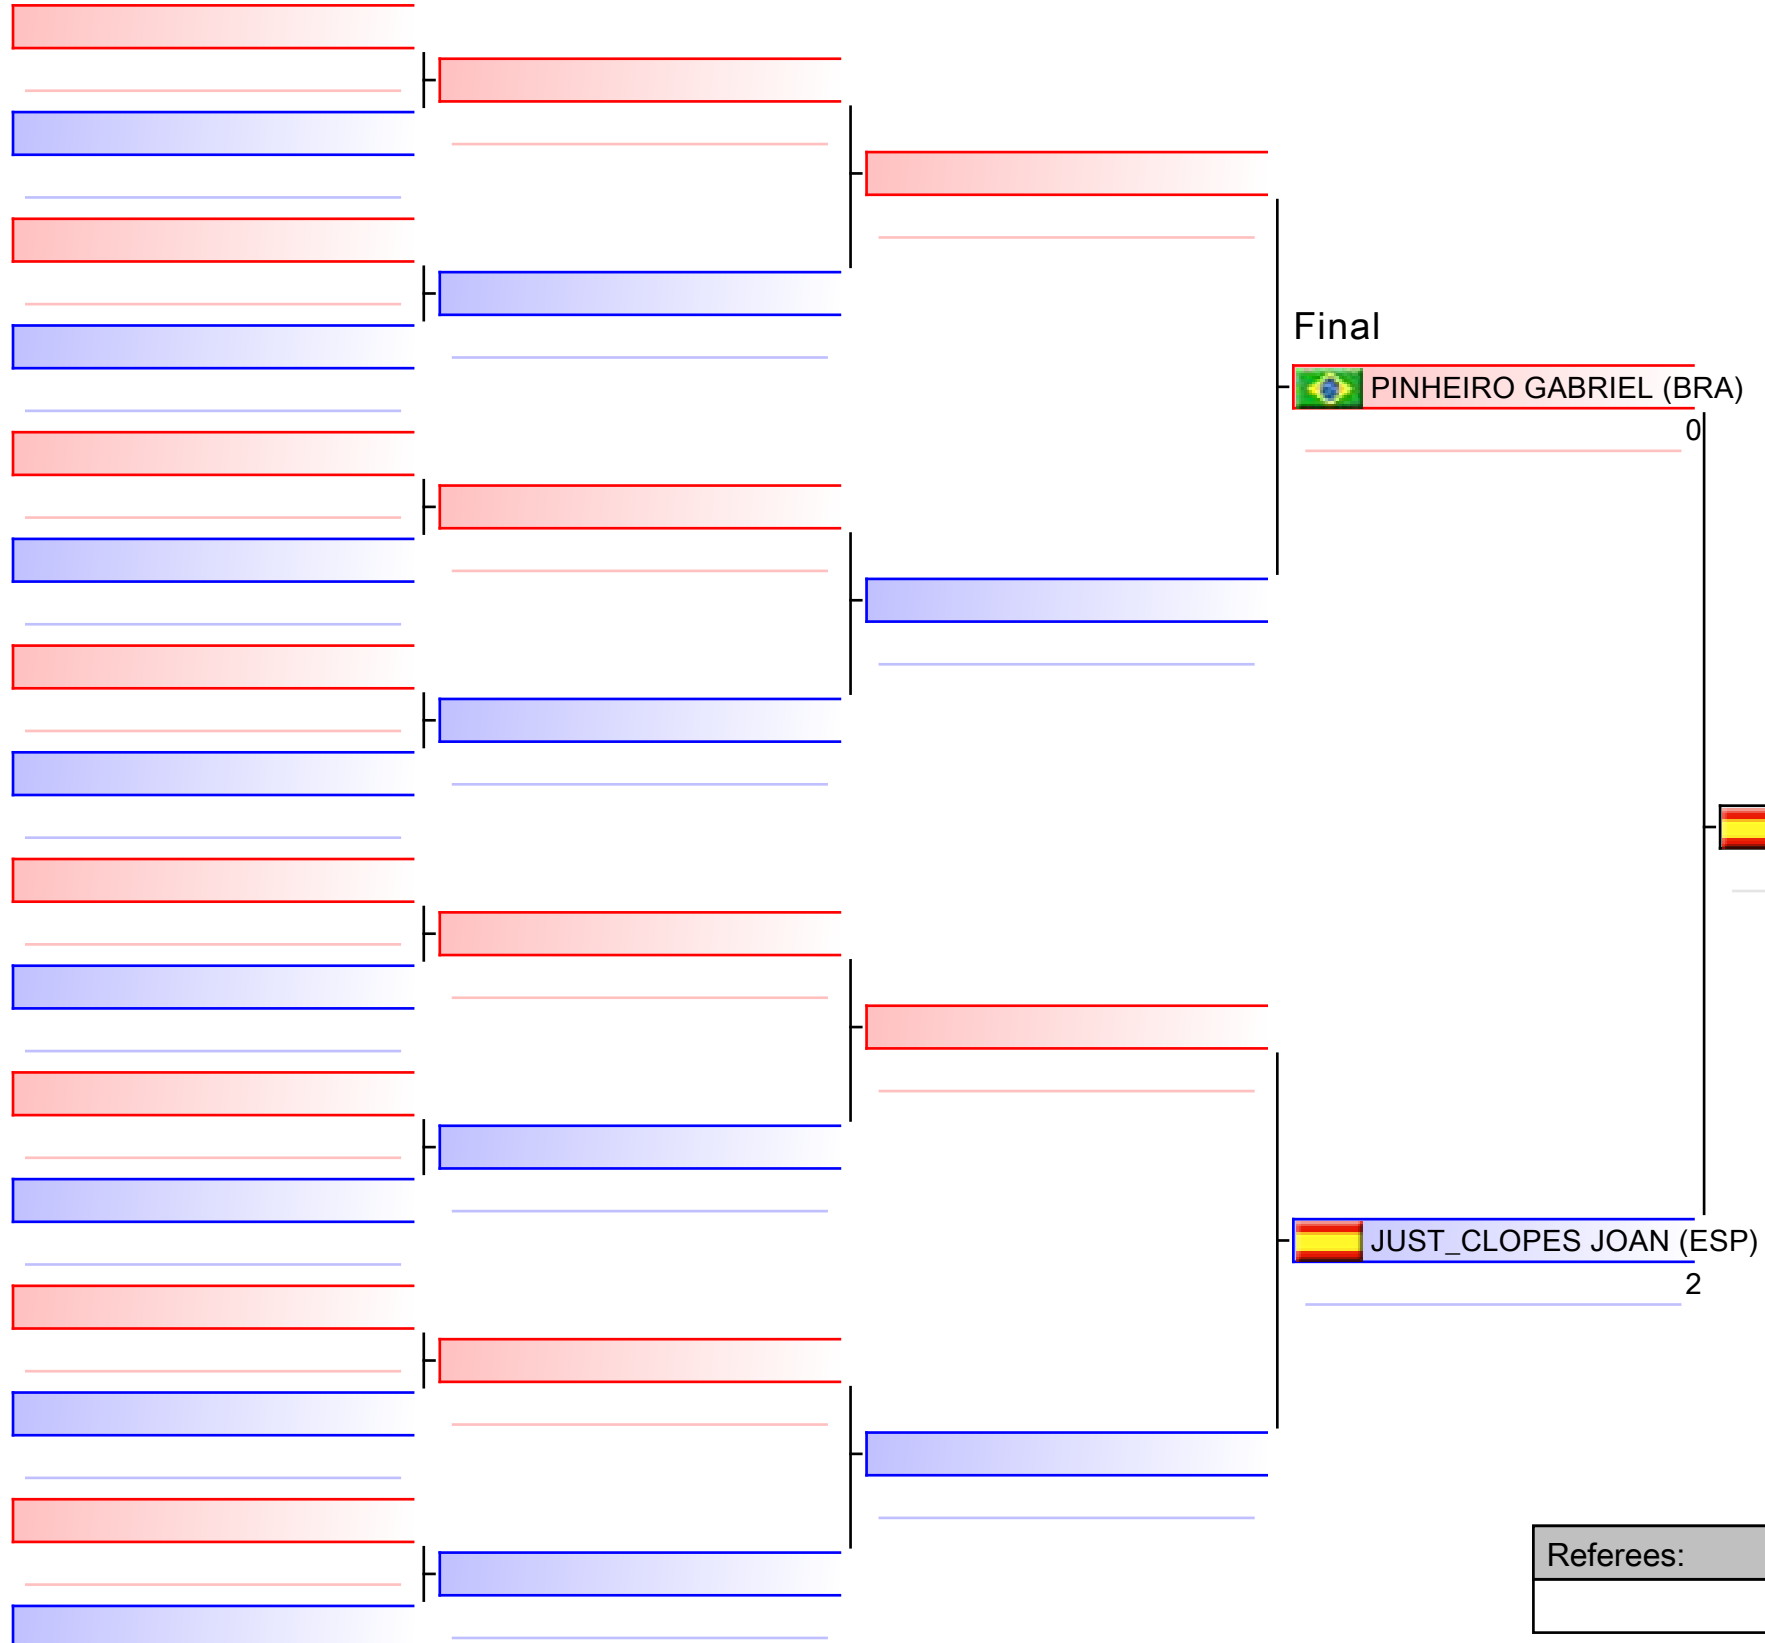 Final
PINHEIRO GABRIEL (BRA)
0
JUST_CLOPES JOAN (ESP)
2
Referees: